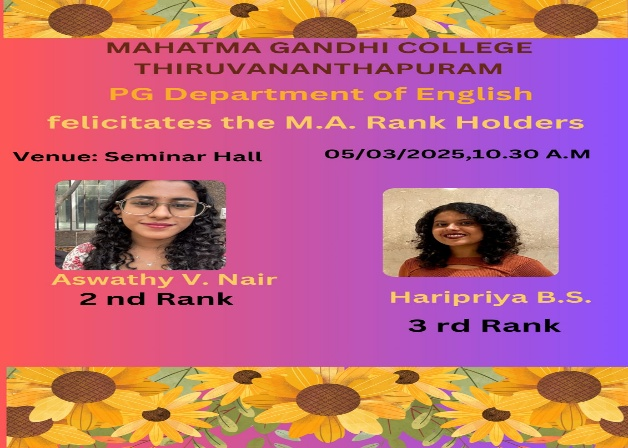 MAHATMA GANDHI COLLEGE
THIRUVANANTHAPURAM
PG Department of English
felicitates the M.A. Rank Holders
Venue: Seminar Hall
05/03/2025,10.30 A.M
Aswathy V. Nair
2 nd Rank
Haripriya B.S.
3 rd Rank